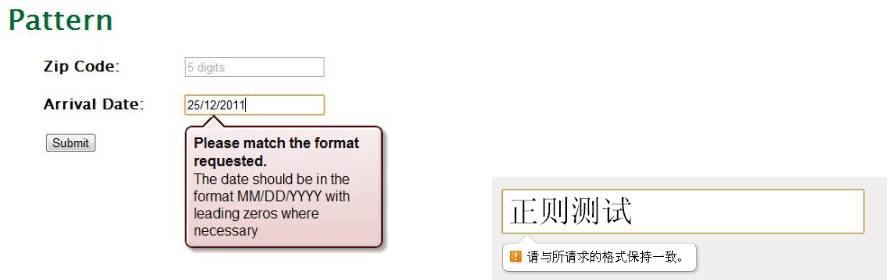 Pattern
Zip Code:
5 digits
Arrival Date:
25/12/2011
Submit
Please match the format
requested.
The date should be in the
format MM/DD/YYYY with
leading zeros where
necessary
正则测试
请与所请求的格式保持一致。